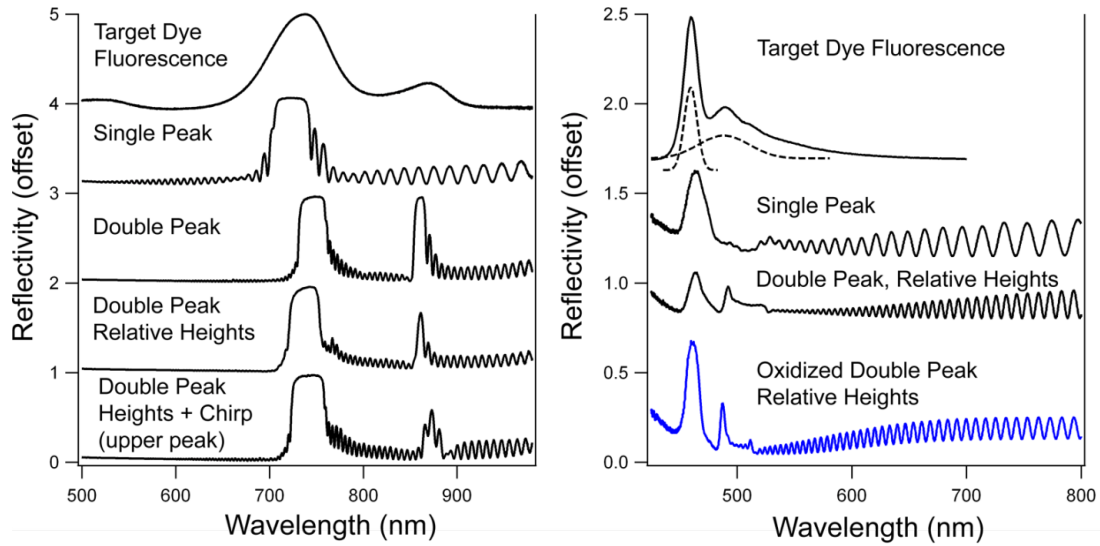 Reflectivity (offset)
5
4
3
2
1
0
Target Dye
Fluorescence
Single Peak
Double Peak
Double Peak
Relative Heights
Double Peak
Heights + Chirp
(upper peak)
500 600 700 800 900
Wavelength (nm)
Reflectivity (offset)
2.5
2.0
1.5
1.0
0.5
0.0
Target Dye Fluorescence
Single Peak
Double Peak, Relative Heights
Oxidized Double Peak
Relative Heights
500 600 700 800
Wavelength (nm)